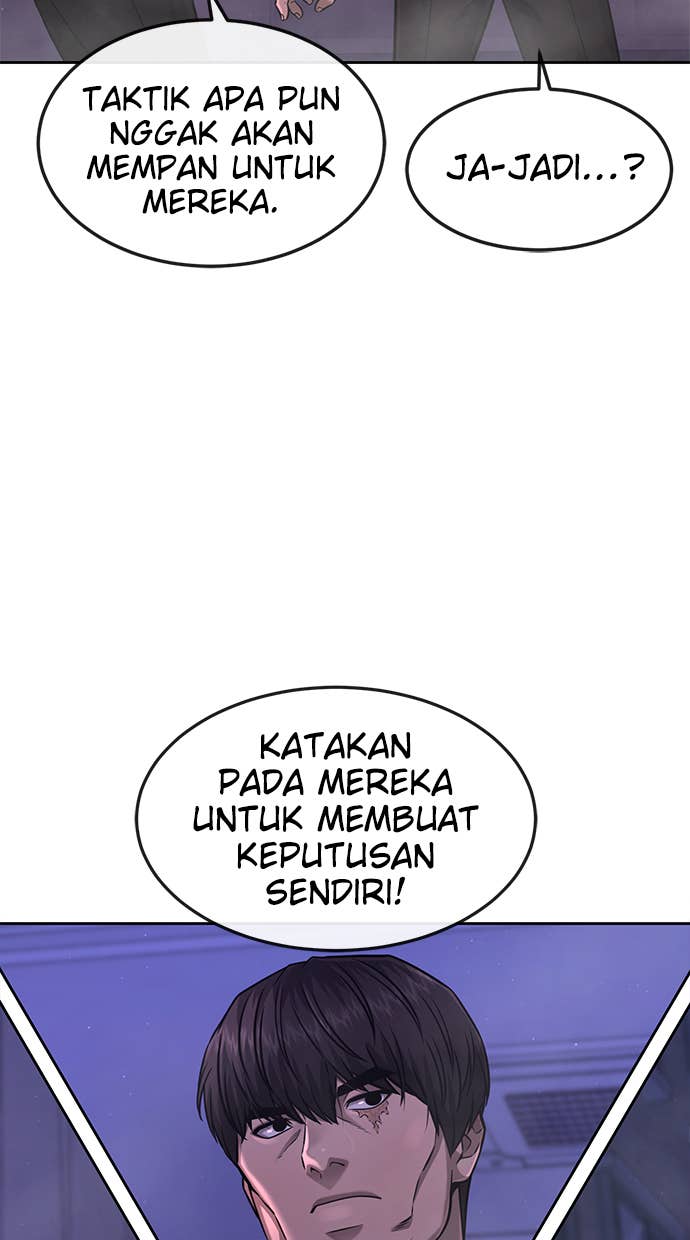 TAKTIK APA PUN
NGGAK AKAN
MEMPAN UNTUK
MEREKA.
JA-JADI...?
KATAKAN
PADA MEREKA
UNTUK MEMBUAT
KEPUTUSAN
SENDIRI!